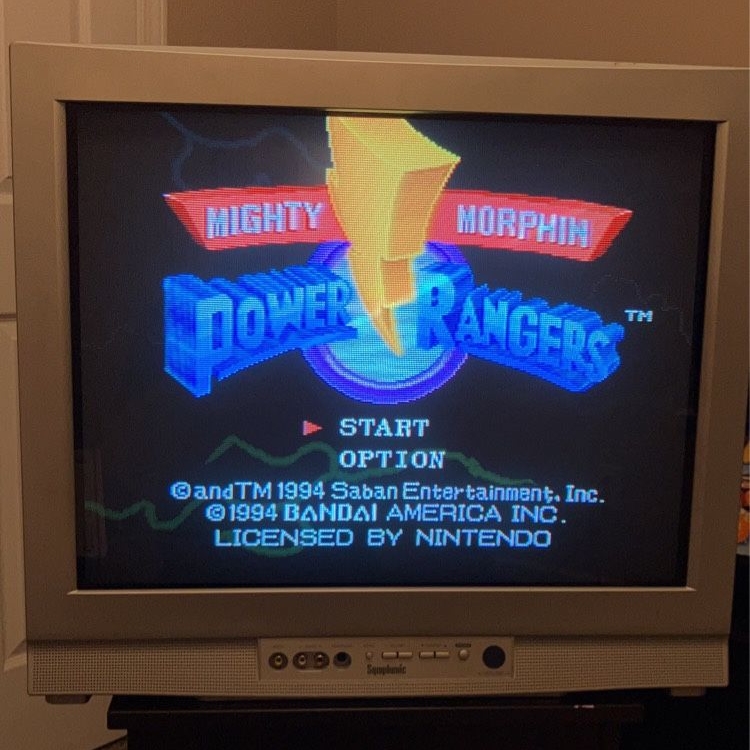 MIGHTY MORPHIN
POWER RANGERS ™
START
OPTION
© and TM 1994 Saban Entertainment, Inc.
© 1994 BANDAI AMERICA INC.
LICENSED BY NINTENDO
Symphonic